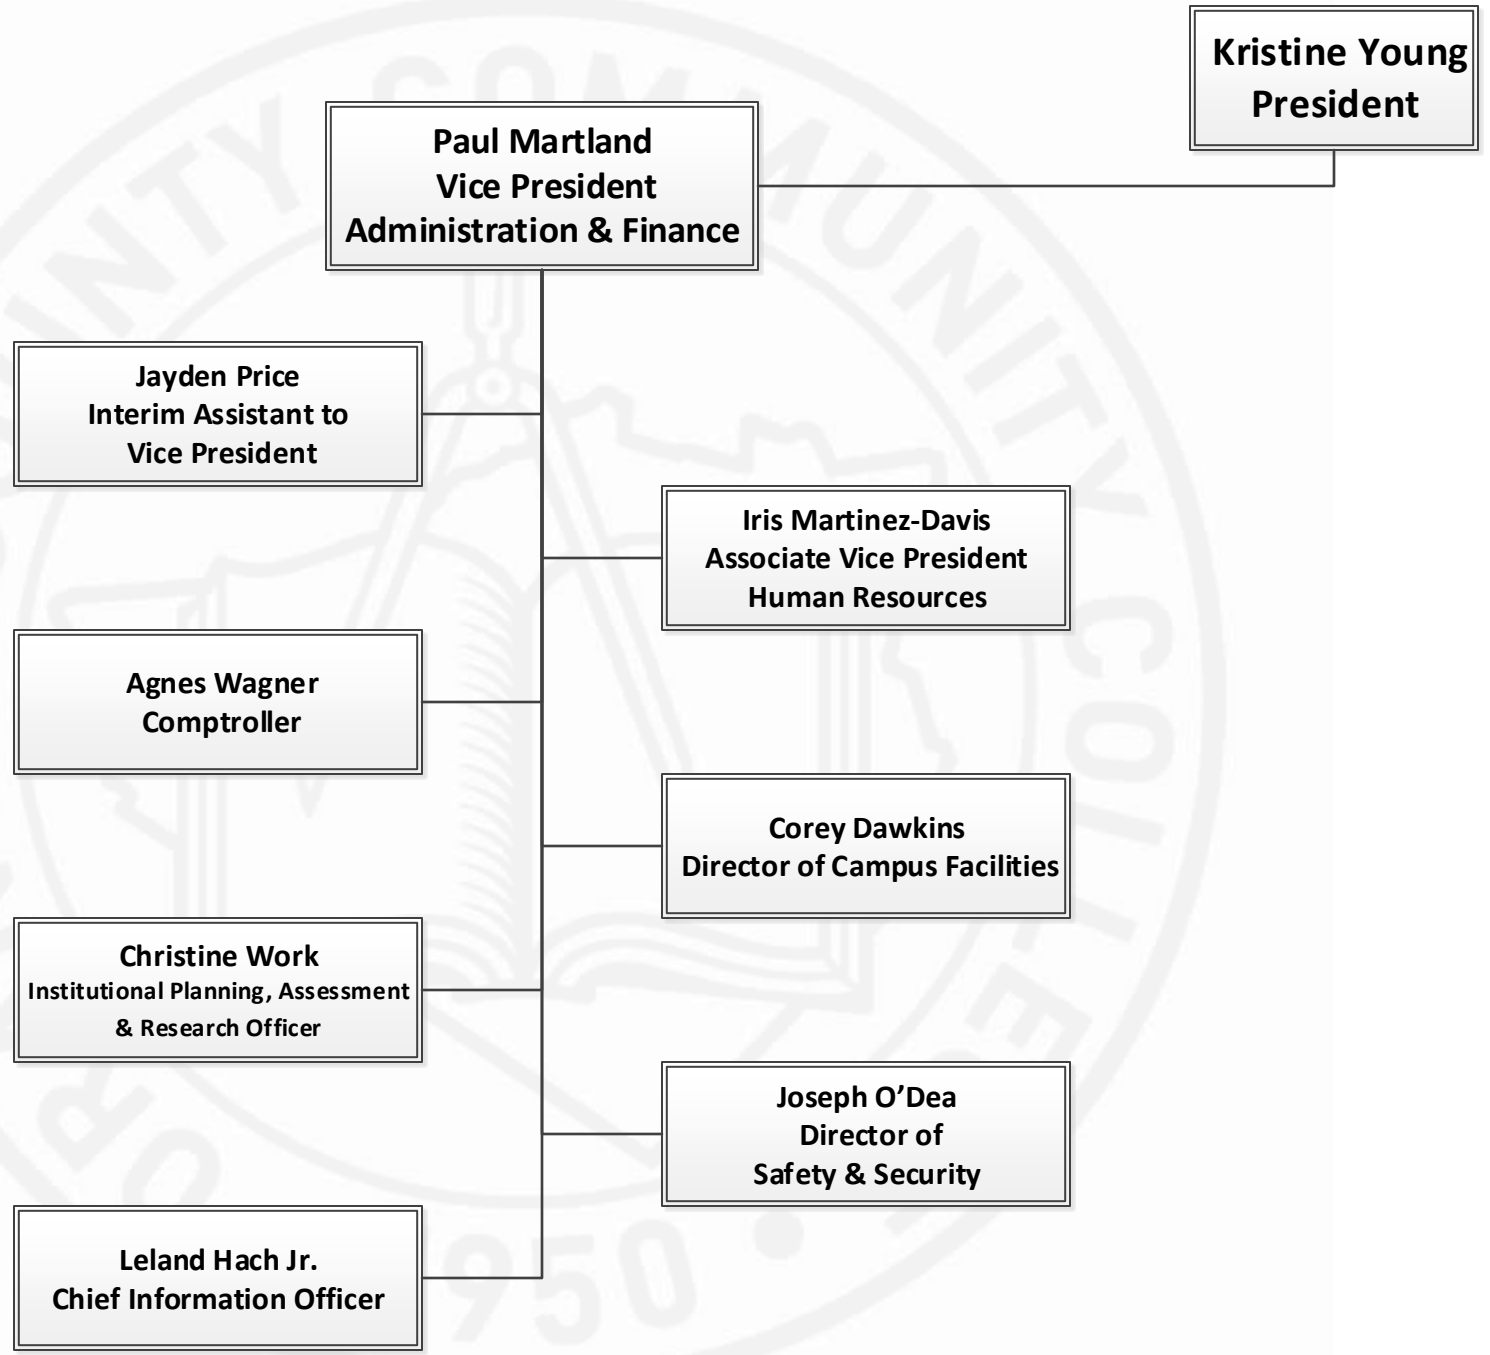 Kristine Young
President
Paul Martland
Vice President
Administration & Finance
Jayden Price
Interim Assistant to
Vice President
Iris Martinez-Davis
Associate Vice President
Human Resources
Agnes Wagner
Comptroller
Corey Dawkins
Director of Campus Facilities
Christine Work
Institutional Planning, Assessment
& Research Officer
Joseph O’Dea
Director of
Safety & Security
Leland Hach Jr.
Chief Information Officer
COMMUNITY
950